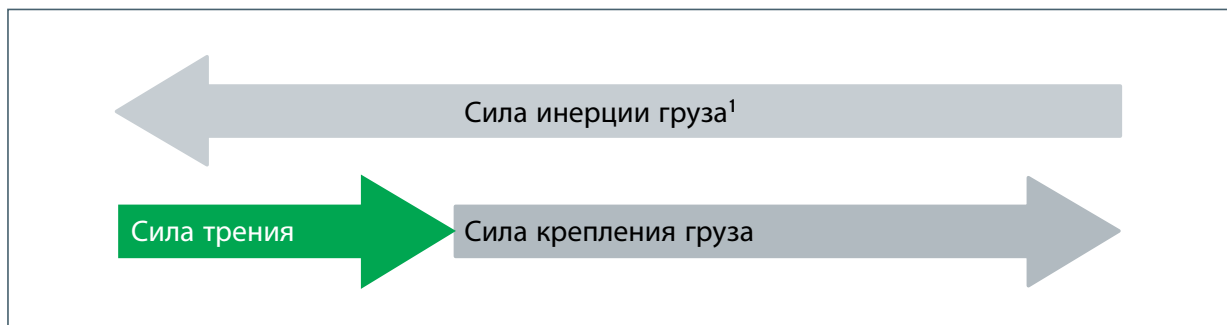 Сила инерции груза¹
Сила трения
Сила крепления груза